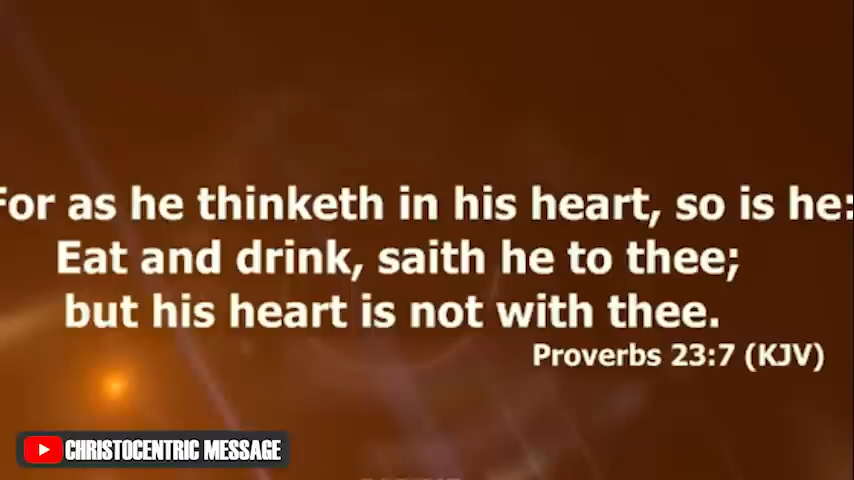 For as he thinketh in his heart, so is he:
Eat and drink, saith he to thee;
but his heart is not with thee.
Proverbs 23:7 (KJV)
CHRISTOCENTRIC MESSAGE